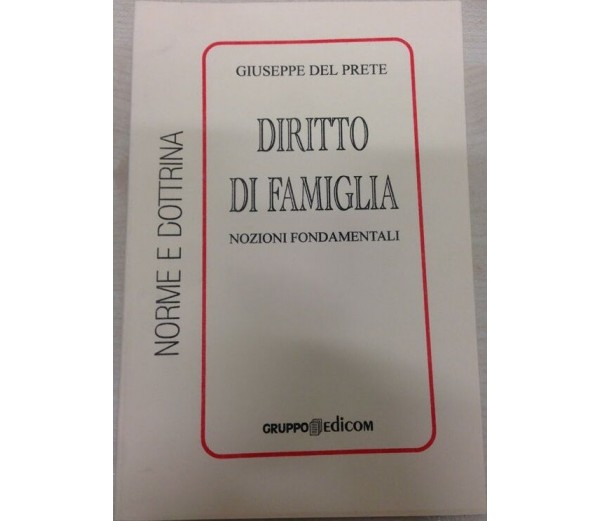 GIUSEPPE DEL PRETE
DIRITTO
DI FAMIGLIA
NOZIONI FONDAMENTALI
NORME E DOTTRINA
GRUPPO Edicom